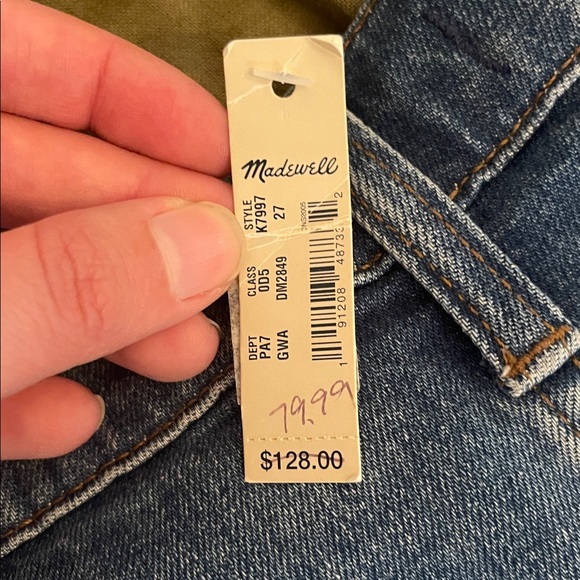 Madewell
STYLE
K7997
27
CLASS
0D5
DM2849
DEPT
PA7
GWA
79.99
$128.00